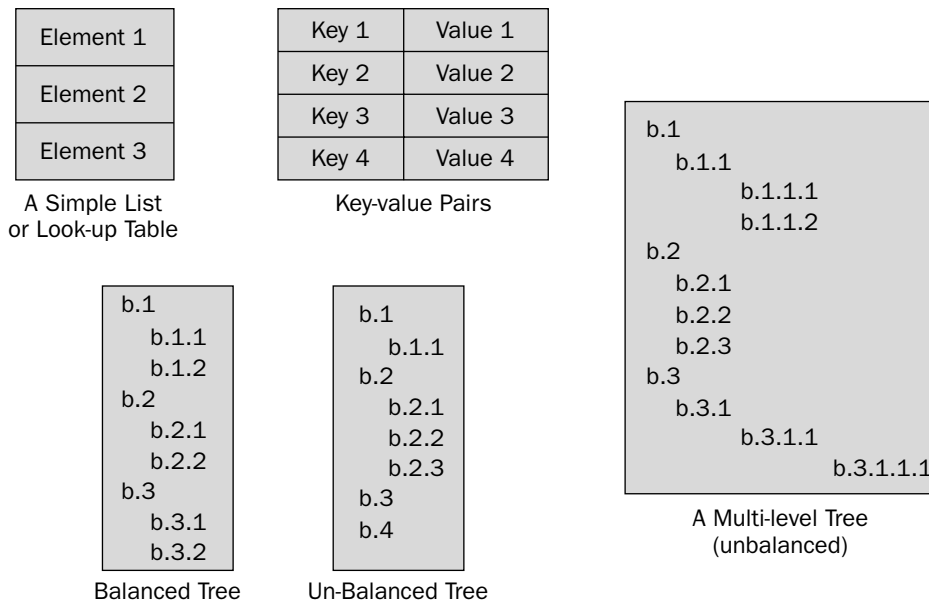 Element 1
Element 2
Element 3
A Simple List
or Look-up Table
Key 1 Value 1
Key 2 Value 2
Key 3 Value 3
Key 4 Value 4
Key-value Pairs
b.1
b.1.1
b.1.1.1
b.1.1.2
b.2
b.2.1
b.2.2
b.2.3
b.3
b.3.1
b.3.1.1
b.3.1.1.1
A Multi-level Tree
(unbalanced)
b.1
b.1.1
b.1.2
b.2
b.2.1
b.2.2
b.3
b.3.1
b.3.2
Balanced Tree
b.1
b.1.1
b.2
b.2.1
b.2.2
b.2.3
b.3
b.4
Un-Balanced Tree